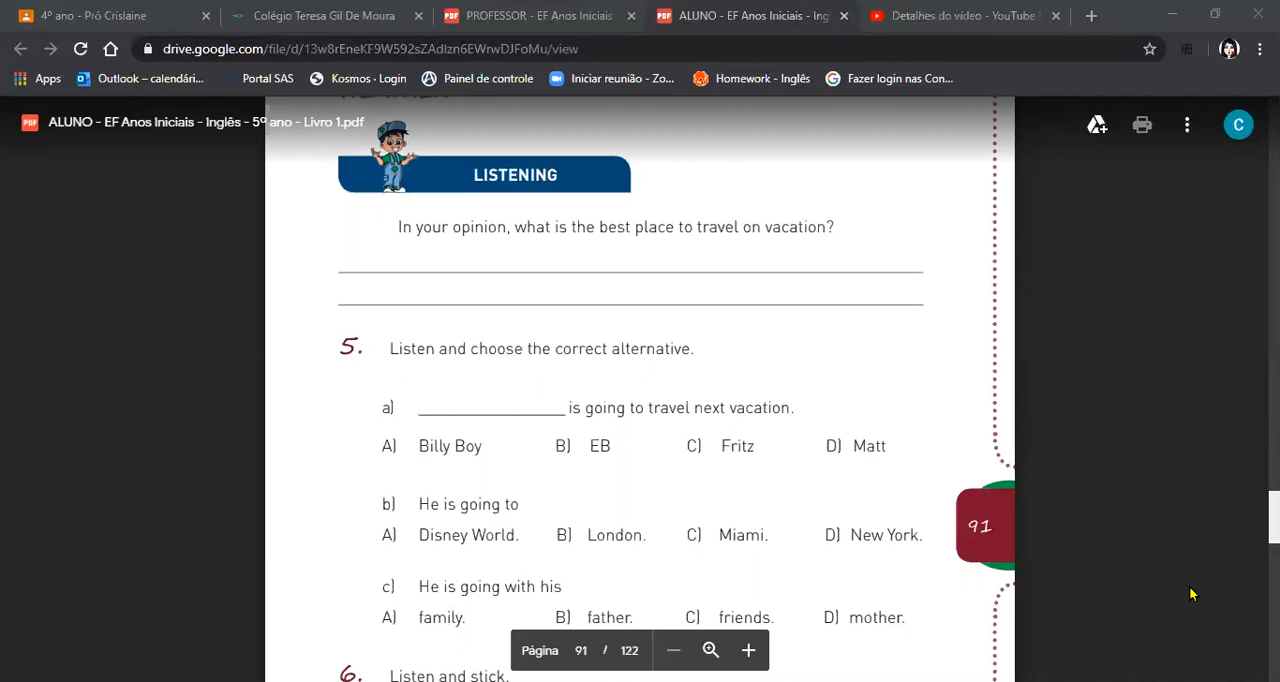 4º ano - Pró Crislaine
Colégio Teresa Gil De Moura
PROFESSOR - EF Anos Iniciais
ALUNO - EF Anos Iniciais - Ing
Detalhes do vídeo - YouTube
drive.google.com/file/d/13w8rEneKF9W592sZAdIzn6EWrwDJFoMu/view
Apps Outlook – calendári... Portal SAS Kosmos · Login Painel de controle Iniciar reunião - Zo... Homework - Inglês Fazer login nas Con...
ALUNO - EF Anos Iniciais - Inglês - 5º ano - Livro 1.pdf
C
LISTENING
In your opinion, what is the best place to travel on vacation?
5. Listen and choose the correct alternative.
a) ________________ is going to travel next vacation.
A) Billy Boy B) EB C) Fritz D) Matt
b) He is going to
A) Disney World. B) London. C) Miami. D) New York.
91
c) He is going with his
A) family. B) father. C) friends. D) mother.
Página 91 / 122
6. Listen and stick.